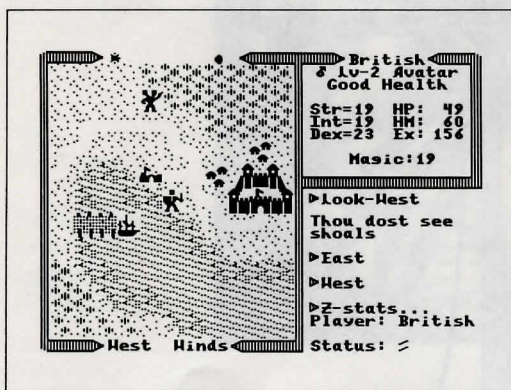 British
♂ Lv-2 Avatar
Good Health
Str=19 HP: 49
Int=19 HM: 60
Dex=23 Ex: 156
Magic:19
Look-West
Thou dost see
shoals
East
West
Z-stats...
Player: British
Status:
West Winds